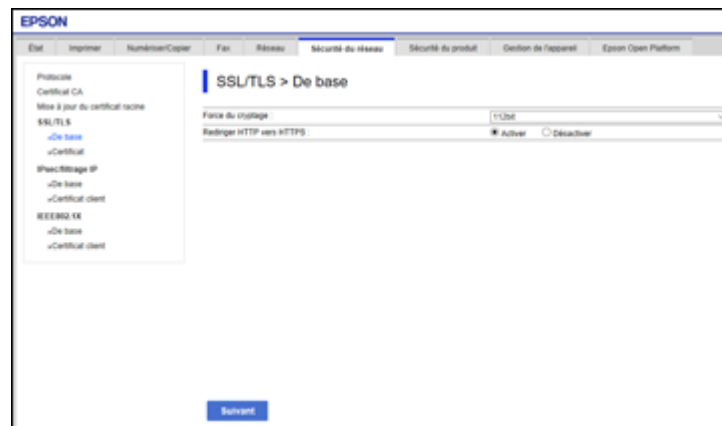 EPSON
État Imprimer Numériser/Copier Fax Réseau Sécurité du réseau Sécurité du produit Gestion de l'appareil Epson Open Platform
Protocole
Certificat CA
Mise à jour du certificat racine
SSL/TLS
»De base
»Certificat
IPsec/filtrage IP
»De base
»Certificat client
IEEE802.1X
»De base
»Certificat client
SSL/TLS > De base
Force du cryptage : 112bit
Rediriger HTTP vers HTTPS : Activer Désactiver
Suivant